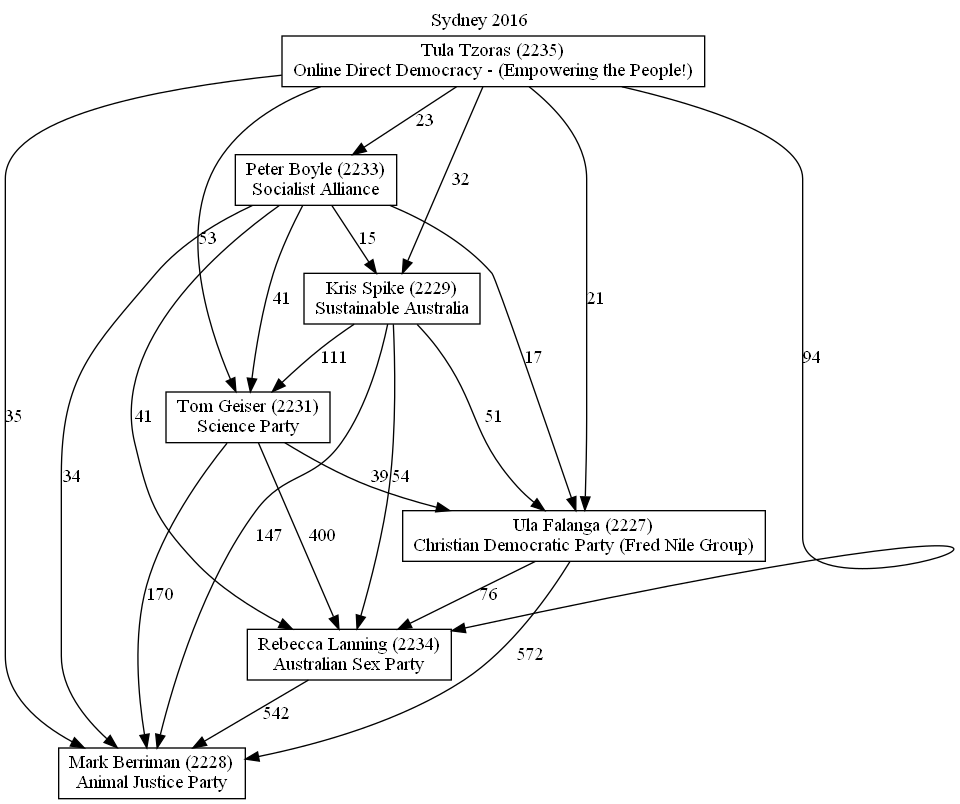 Sydney 2016
Tula Tzoras (2235)
Online Direct Democracy - (Empowering the People!)
23
Peter Boyle (2233)
Socialist Alliance
32
53
15
41
21
Kris Spike (2229)
Sustainable Australia
111
17
94
Tom Geiser (2231)
Science Party
35
41
51
34
39
54
Ula Falanga (2227)
Christian Democratic Party (Fred Nile Group)
147
400
170
76
Rebecca Lanning (2234)
Australian Sex Party
572
542
Mark Berriman (2228)
Animal Justice Party